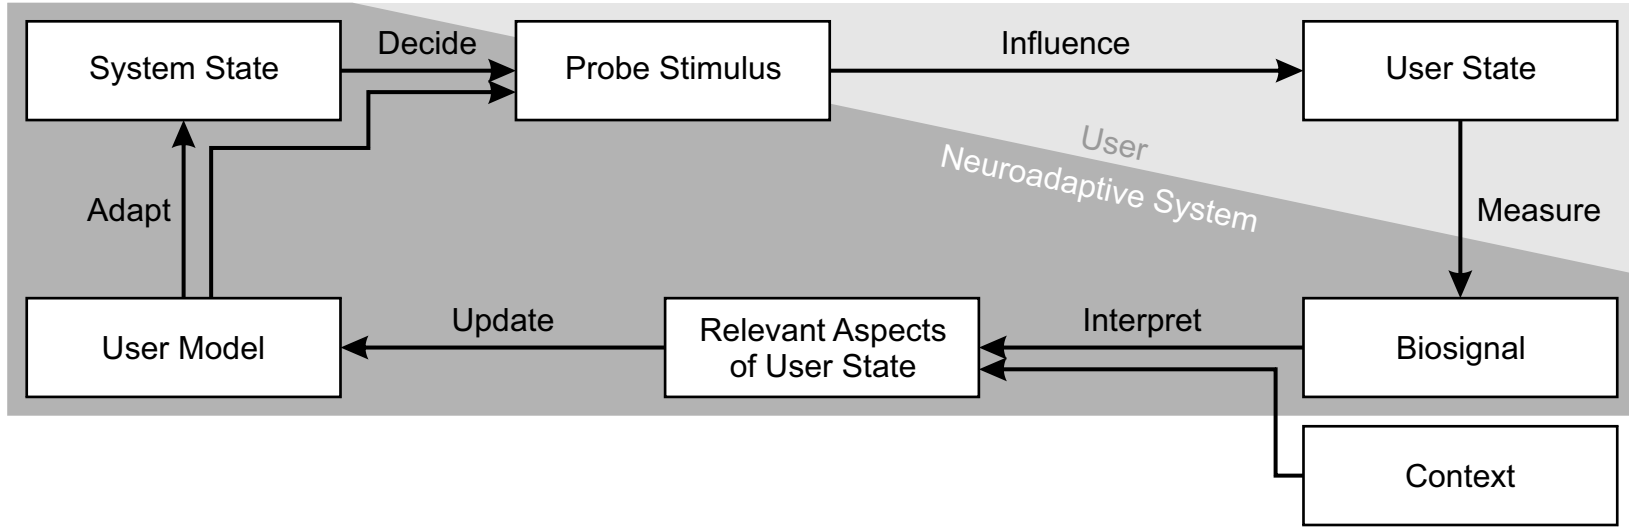 System State
Decide
Probe Stimulus
Influence
User State
User
Neuroadaptive System
Adapt
Measure
User Model
Update
Relevant Aspects
of User State
Interpret
Biosignal
Context